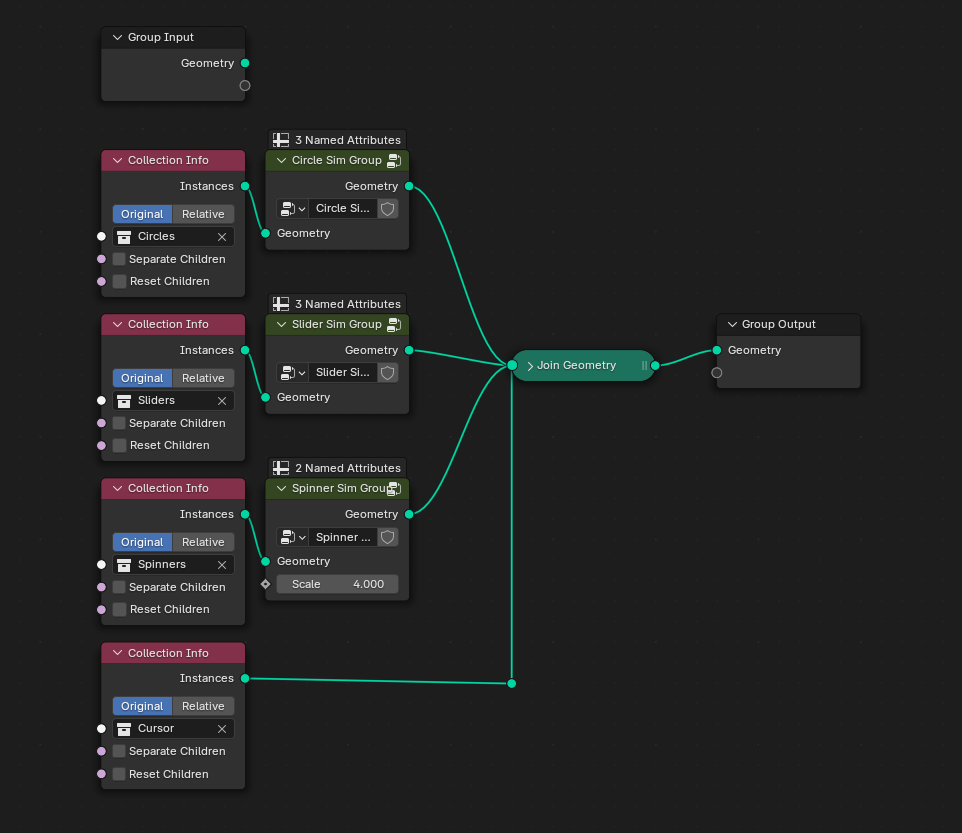 Group Input
Geometry
3 Named Attributes
Collection Info
Instances
Original Relative
Circles
Separate Children
Reset Children
Circle Sim Group
Geometry
Circle Si...
Geometry
3 Named Attributes
Collection Info
Instances
Original Relative
Sliders
Separate Children
Reset Children
Slider Sim Group
Geometry
Slider Si...
Geometry
Join Geometry
Group Output
Geometry
2 Named Attributes
Collection Info
Instances
Original Relative
Spinners
Separate Children
Reset Children
Spinner Sim Group
Geometry
Spinner ...
Geometry
Scale 4.000
Collection Info
Instances
Original Relative
Cursor
Separate Children
Reset Children